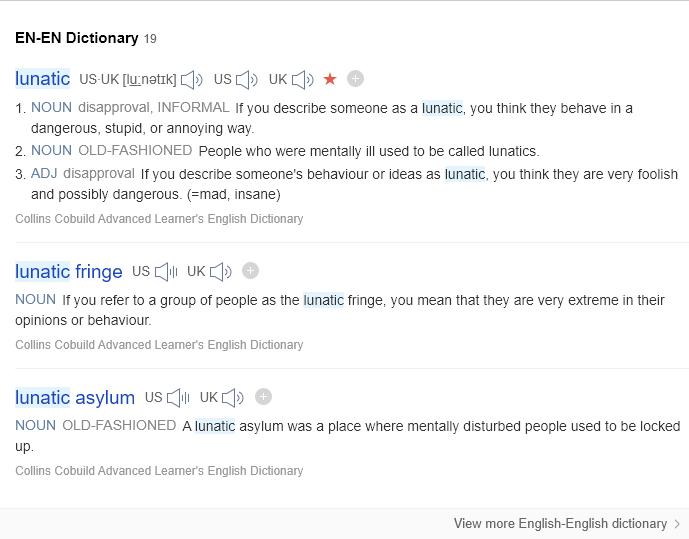 EN-EN Dictionary 19
lunatic US·UK [lu:nətɪk] US UK
1. NOUN disapproval, INFORMAL If you describe someone as a lunatic, you think they behave in a
dangerous, stupid, or annoying way.
2. NOUN OLD-FASHIONED People who were mentally ill used to be called lunatics.
3. ADJ disapproval If you describe someone's behaviour or ideas as lunatic, you think they are very foolish
and possibly dangerous. (=mad, insane)
Collins Cobuild Advanced Learner's English Dictionary
lunatic fringe US UK
NOUN If you refer to a group of people as the lunatic fringe, you mean that they are very extreme in their
opinions or behaviour.
Collins Cobuild Advanced Learner's English Dictionary
lunatic asylum US UK
NOUN OLD-FASHIONED A lunatic asylum was a place where mentally disturbed people used to be locked
up.
Collins Cobuild Advanced Learner's English Dictionary
View more English-English dictionary